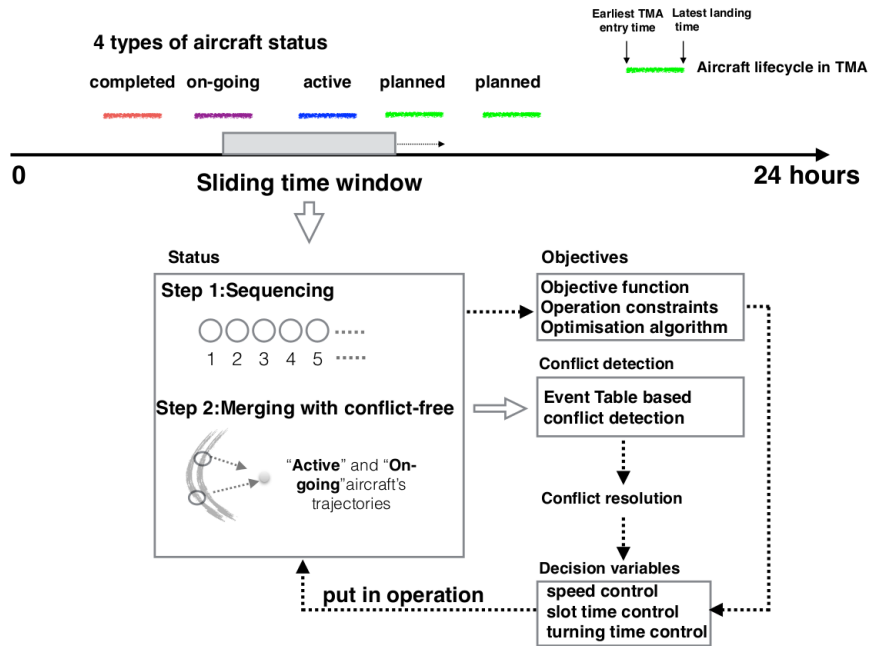 Earliest TMA
entry time
Latest landing
time
4 types of aircraft status
Aircraft lifecycle in TMA
completed
on-going
active
planned
planned
0
Sliding time window
24 hours
Status
Objectives
Step 1:Sequencing
Objective function
Operation constraints
Optimisation algorithm
1 2 3 4 5
Conflict detection
Event Table based
conflict detection
Step 2:Merging with conflict-free
“Active” and “On-
going”aircraft's
trajectories
Conflict resolution
Decision variables
speed control
slot time control
turning time control
put in operation